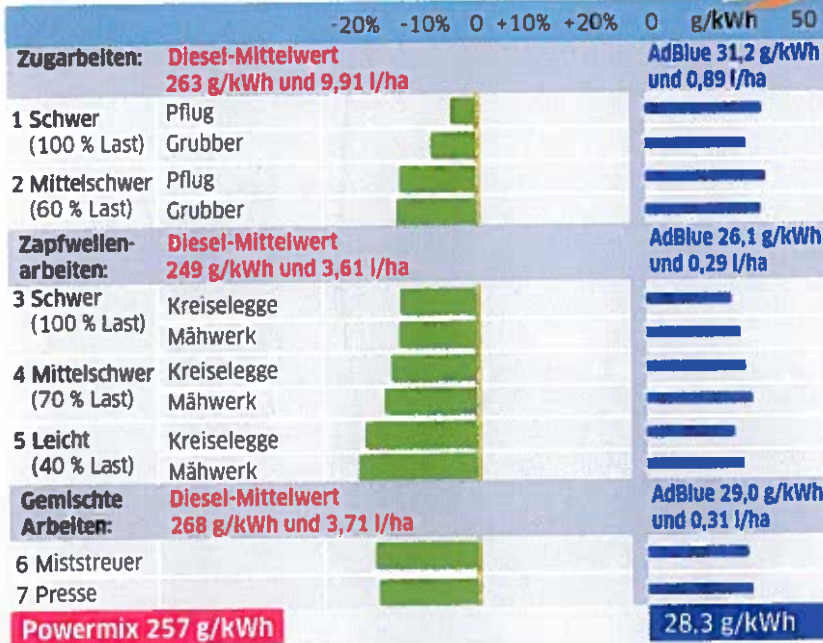 -20% -10% 0 +10% +20% 0 g/kWh 50
Zugarbeiten: Diesel-Mittelwert AdBlue 31,2 g/kWh
263 g/kWh und 9,91 l/ha und 0,89 l/ha
1 Schwer Pflug
(100 % Last) Grubber
2 Mittelschwer Pflug
(60 % Last) Grubber
Zapfwellen- Diesel-Mittelwert AdBlue 26,1 g/kWh
arbeiten: 249 g/kWh und 3,61 l/ha und 0,29 l/ha
3 Schwer Kreiselegge
(100 % Last) Mähwerk
4 Mittelschwer Kreiselegge
(70 % Last) Mähwerk
5 Leicht Kreiselegge
(40 % Last) Mähwerk
Gemischte Diesel-Mittelwert AdBlue 29,0 g/kWh
Arbeiten: 268 g/kWh und 3,71 l/ha und 0,31 l/ha
6 Miststreuer
7 Presse
Powermix 257 g/kWh 28,3 g/kWh